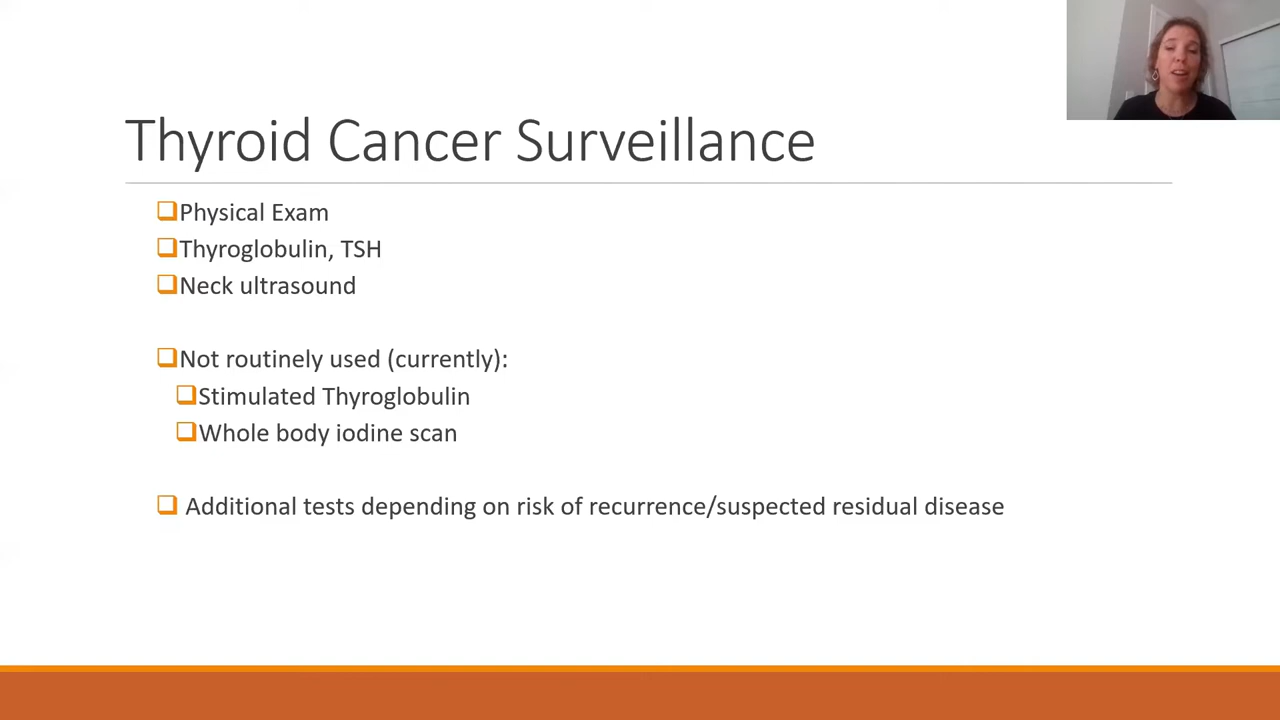 Thyroid Cancer Surveillance
Physical Exam
Thyroglobulin, TSH
Neck ultrasound
Not routinely used (currently):
Stimulated Thyroglobulin
Whole body iodine scan
Additional tests depending on risk of recurrence/suspected residual disease